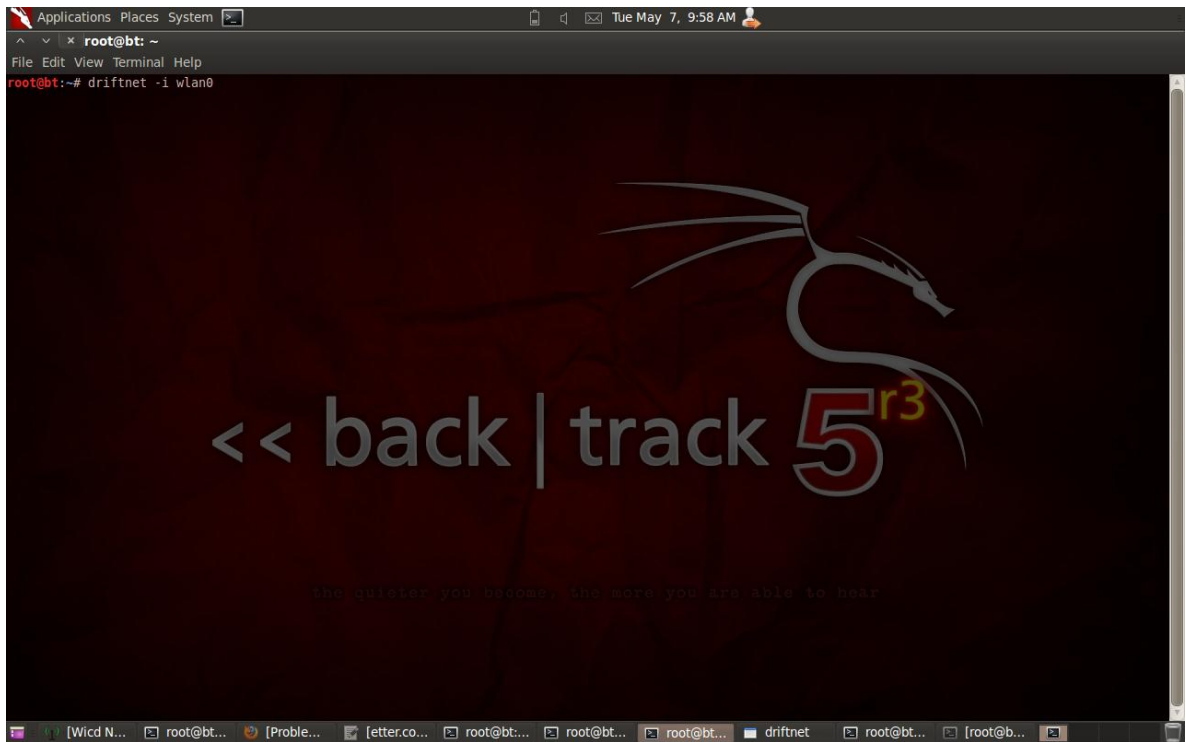 Applications Places System
Tue May 7, 9:58 AM
root@bt: ~
File Edit View Terminal Help
root@bt:~# driftnet -i wlan0
<< back | track 5 r3
the quieter you become, the more you are able to hear
[Wicd N... root@bt... [Proble... [etter.co... root@bt:... root@bt... root@bt... driftnet root@bt... [root@b...